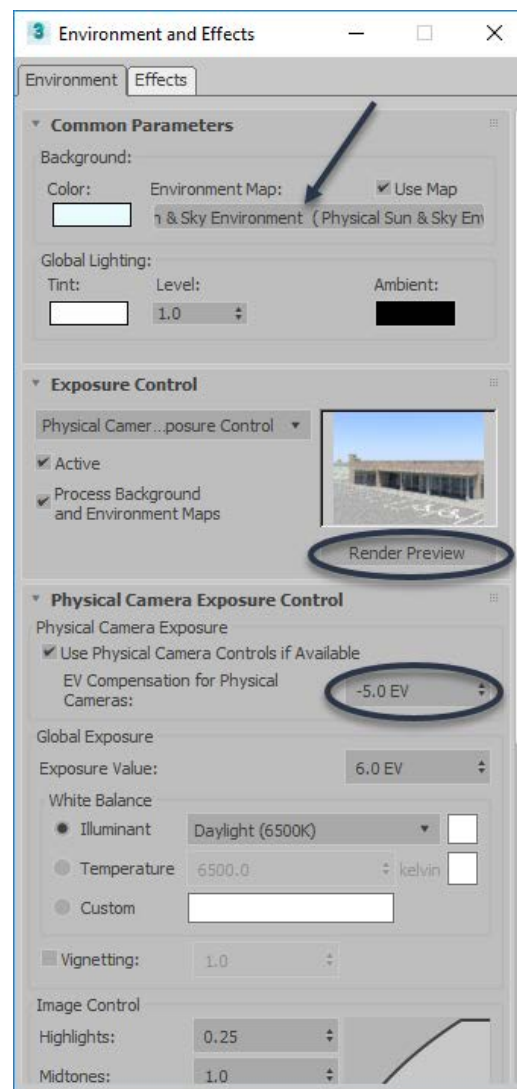 3 Environment and Effects
Environment Effects
Common Parameters
Background:
Color: Environment Map: Use Map
n & Sky Environment (Physical Sun & Sky Env
Global Lighting:
Tint: Level: Ambient:
1.0
Exposure Control
Physical Camer...posure Control
Active
Process Background
and Environment Maps
Render Preview
Physical Camera Exposure Control
Physical Camera Exposure
Use Physical Camera Controls if Available
EV Compensation for Physical
Cameras:
-5.0 EV
Global Exposure
Exposure Value: 6.0 EV
White Balance
Illuminant Daylight (6500K)
Temperature 6500.0 kelvin
Custom
Vignetting: 1.0
Image Control
Highlights: 0.25
Midtones: 1.0